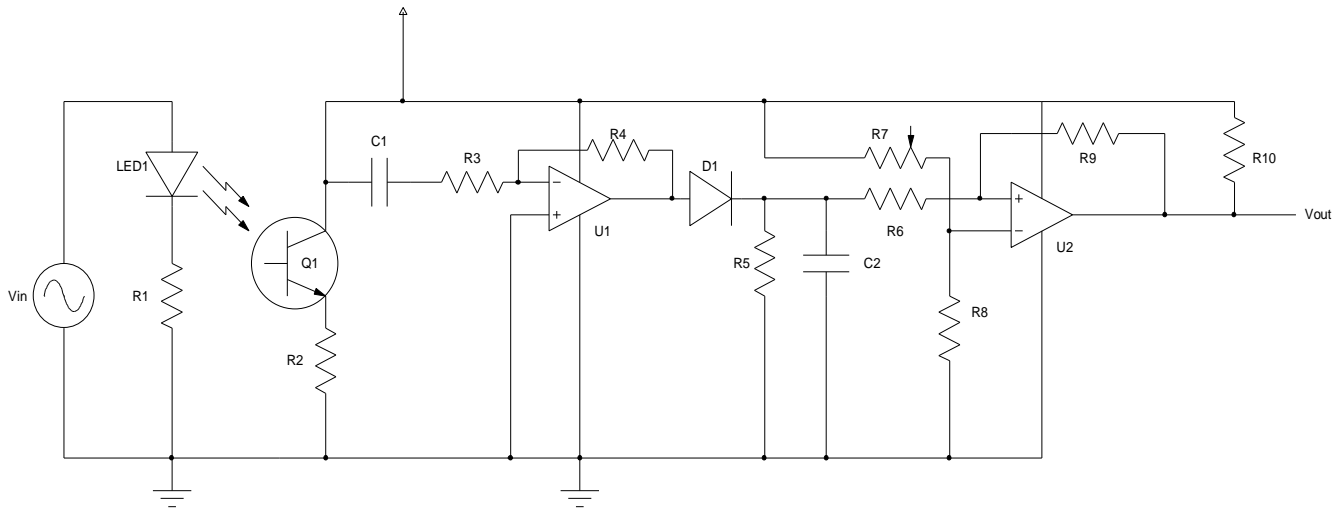 C1
R3
R4
R7
R9
R10
LED1
D1
−
+
U1
R6
+
−
U2
Vout
Q1
R5
C2
Vin
R1
R8
R2